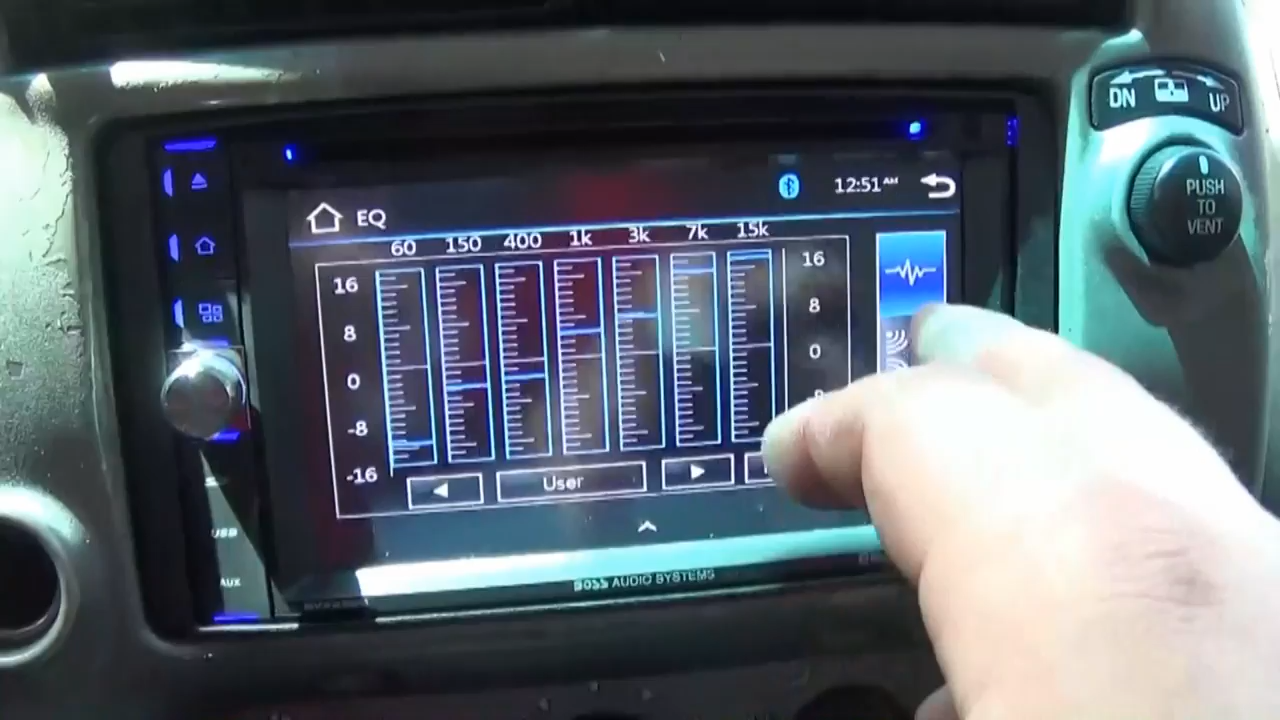 DN UP
PUSH
TO
VENT
12:51 AM
EQ
60 150 400 1k 3k 7k 15k
16 16
8 8
0 0
-8
-16
User
USB
AUX
BOSS AUDIO SYSTEMS